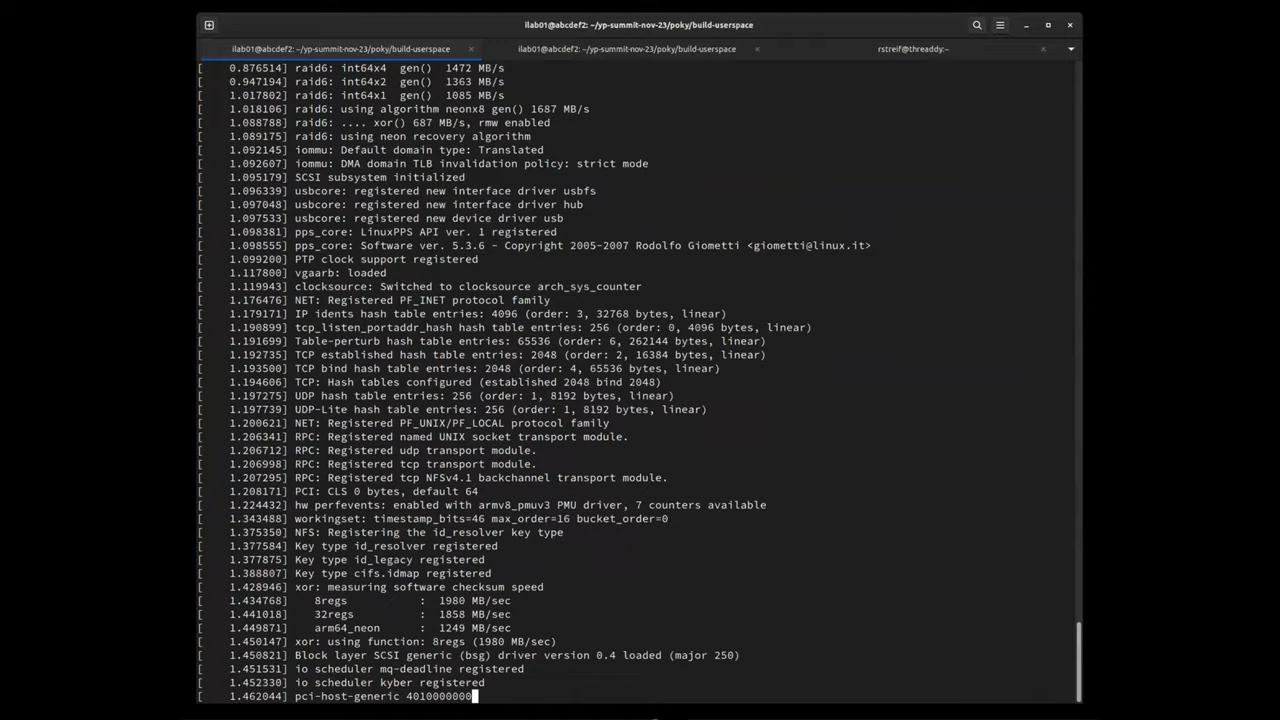 ilab01@abcdef2: ~/yp-summit-nov-23/poky/build-userspace
ilab01@abcdef2: ~/yp-summit-nov-23/poky/build-userspace × ilab01@abcdef2: ~/yp-summit-nov-23/poky/build-userspace × rstreif@threaddy:~ ×
[ 0.876514] raid6: int64x4 gen() 1472 MB/s
[ 0.947194] raid6: int64x2 gen() 1363 MB/s
[ 1.017802] raid6: int64x1 gen() 1085 MB/s
[ 1.018106] raid6: using algorithm neonx8 gen() 1687 MB/s
[ 1.088788] raid6: .... xor() 687 MB/s, rmw enabled
[ 1.089175] raid6: using neon recovery algorithm
[ 1.092145] iommu: Default domain type: Translated
[ 1.092607] iommu: DMA domain TLB invalidation policy: strict mode
[ 1.095179] SCSI subsystem initialized
[ 1.096339] usbcore: registered new interface driver usbfs
[ 1.097048] usbcore: registered new interface driver hub
[ 1.097533] usbcore: registered new device driver usb
[ 1.098381] pps_core: LinuxPPS API ver. 1 registered
[ 1.098555] pps_core: Software ver. 5.3.6 - Copyright 2005-2007 Rodolfo Giometti <giometti@linux.it>
[ 1.099200] PTP clock support registered
[ 1.117800] vgaarb: loaded
[ 1.119943] clocksource: Switched to clocksource arch_sys_counter
[ 1.176476] NET: Registered PF_INET protocol family
[ 1.179171] IP idents hash table entries: 4096 (order: 3, 32768 bytes, linear)
[ 1.190899] tcp_listen_portaddr_hash hash table entries: 256 (order: 0, 4096 bytes, linear)
[ 1.191699] Table-perturb hash table entries: 65536 (order: 6, 262144 bytes, linear)
[ 1.192735] TCP established hash table entries: 2048 (order: 2, 16384 bytes, linear)
[ 1.193500] TCP bind hash table entries: 2048 (order: 4, 65536 bytes, linear)
[ 1.194606] TCP: Hash tables configured (established 2048 bind 2048)
[ 1.197275] UDP hash table entries: 256 (order: 1, 8192 bytes, linear)
[ 1.197739] UDP-Lite hash table entries: 256 (order: 1, 8192 bytes, linear)
[ 1.200621] NET: Registered PF_UNIX/PF_LOCAL protocol family
[ 1.206341] RPC: Registered named UNIX socket transport module.
[ 1.206712] RPC: Registered udp transport module.
[ 1.206998] RPC: Registered tcp transport module.
[ 1.207295] RPC: Registered tcp NFSv4.1 backchannel transport module.
[ 1.208171] PCI: CLS 0 bytes, default 64
[ 1.224432] hw perfevents: enabled with armv8_pmuv3 PMU driver, 7 counters available
[ 1.343488] workingset: timestamp_bits=46 max_order=16 bucket_order=0
[ 1.375350] NFS: Registering the id_resolver key type
[ 1.377584] Key type id_resolver registered
[ 1.377875] Key type id_legacy registered
[ 1.388807] Key type cifs.idmap registered
[ 1.428946] xor: measuring software checksum speed
[ 1.434768] 8regs : 1980 MB/sec
[ 1.441018] 32regs : 1858 MB/sec
[ 1.449871] arm64_neon : 1249 MB/sec
[ 1.450147] xor: using function: 8regs (1980 MB/sec)
[ 1.450821] Block layer SCSI generic (bsg) driver version 0.4 loaded (major 250)
[ 1.451531] io scheduler mq-deadline registered
[ 1.452330] io scheduler kyber registered
[ 1.462044] pci-host-generic 4010000000